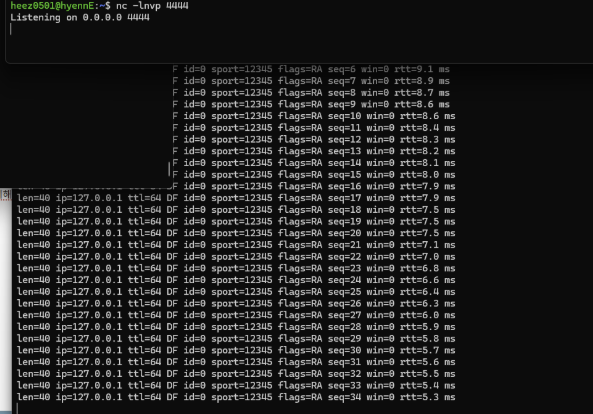 heez0501@hyennE:~$ nc -lnvp 4444
Listening on 0.0.0.0 4444
F id=0 sport=12345 flags=RA seq=6 win=0 rtt=9.1 ms
F id=0 sport=12345 flags=RA seq=7 win=0 rtt=8.9 ms
F id=0 sport=12345 flags=RA seq=8 win=0 rtt=8.7 ms
F id=0 sport=12345 flags=RA seq=9 win=0 rtt=8.6 ms
F id=0 sport=12345 flags=RA seq=10 win=0 rtt=8.6 ms
F id=0 sport=12345 flags=RA seq=11 win=0 rtt=8.4 ms
F id=0 sport=12345 flags=RA seq=12 win=0 rtt=8.3 ms
F id=0 sport=12345 flags=RA seq=13 win=0 rtt=8.2 ms
F id=0 sport=12345 flags=RA seq=14 win=0 rtt=8.1 ms
F id=0 sport=12345 flags=RA seq=15 win=0 rtt=8.0 ms
len=40 ip=127.0.0.1 ttl=64 DF id=0 sport=12345 flags=RA seq=16 win=0 rtt=7.9 ms
len=40 ip=127.0.0.1 ttl=64 DF id=0 sport=12345 flags=RA seq=17 win=0 rtt=7.9 ms
len=40 ip=127.0.0.1 ttl=64 DF id=0 sport=12345 flags=RA seq=18 win=0 rtt=7.5 ms
len=40 ip=127.0.0.1 ttl=64 DF id=0 sport=12345 flags=RA seq=19 win=0 rtt=7.5 ms
len=40 ip=127.0.0.1 ttl=64 DF id=0 sport=12345 flags=RA seq=20 win=0 rtt=7.5 ms
len=40 ip=127.0.0.1 ttl=64 DF id=0 sport=12345 flags=RA seq=21 win=0 rtt=7.1 ms
len=40 ip=127.0.0.1 ttl=64 DF id=0 sport=12345 flags=RA seq=22 win=0 rtt=7.0 ms
len=40 ip=127.0.0.1 ttl=64 DF id=0 sport=12345 flags=RA seq=23 win=0 rtt=6.8 ms
len=40 ip=127.0.0.1 ttl=64 DF id=0 sport=12345 flags=RA seq=24 win=0 rtt=6.6 ms
len=40 ip=127.0.0.1 ttl=64 DF id=0 sport=12345 flags=RA seq=25 win=0 rtt=6.4 ms
len=40 ip=127.0.0.1 ttl=64 DF id=0 sport=12345 flags=RA seq=26 win=0 rtt=6.3 ms
len=40 ip=127.0.0.1 ttl=64 DF id=0 sport=12345 flags=RA seq=27 win=0 rtt=6.0 ms
len=40 ip=127.0.0.1 ttl=64 DF id=0 sport=12345 flags=RA seq=28 win=0 rtt=5.9 ms
len=40 ip=127.0.0.1 ttl=64 DF id=0 sport=12345 flags=RA seq=29 win=0 rtt=5.8 ms
len=40 ip=127.0.0.1 ttl=64 DF id=0 sport=12345 flags=RA seq=30 win=0 rtt=5.7 ms
len=40 ip=127.0.0.1 ttl=64 DF id=0 sport=12345 flags=RA seq=31 win=0 rtt=5.6 ms
len=40 ip=127.0.0.1 ttl=64 DF id=0 sport=12345 flags=RA seq=32 win=0 rtt=5.5 ms
len=40 ip=127.0.0.1 ttl=64 DF id=0 sport=12345 flags=RA seq=33 win=0 rtt=5.4 ms
len=40 ip=127.0.0.1 ttl=64 DF id=0 sport=12345 flags=RA seq=34 win=0 rtt=5.3 ms